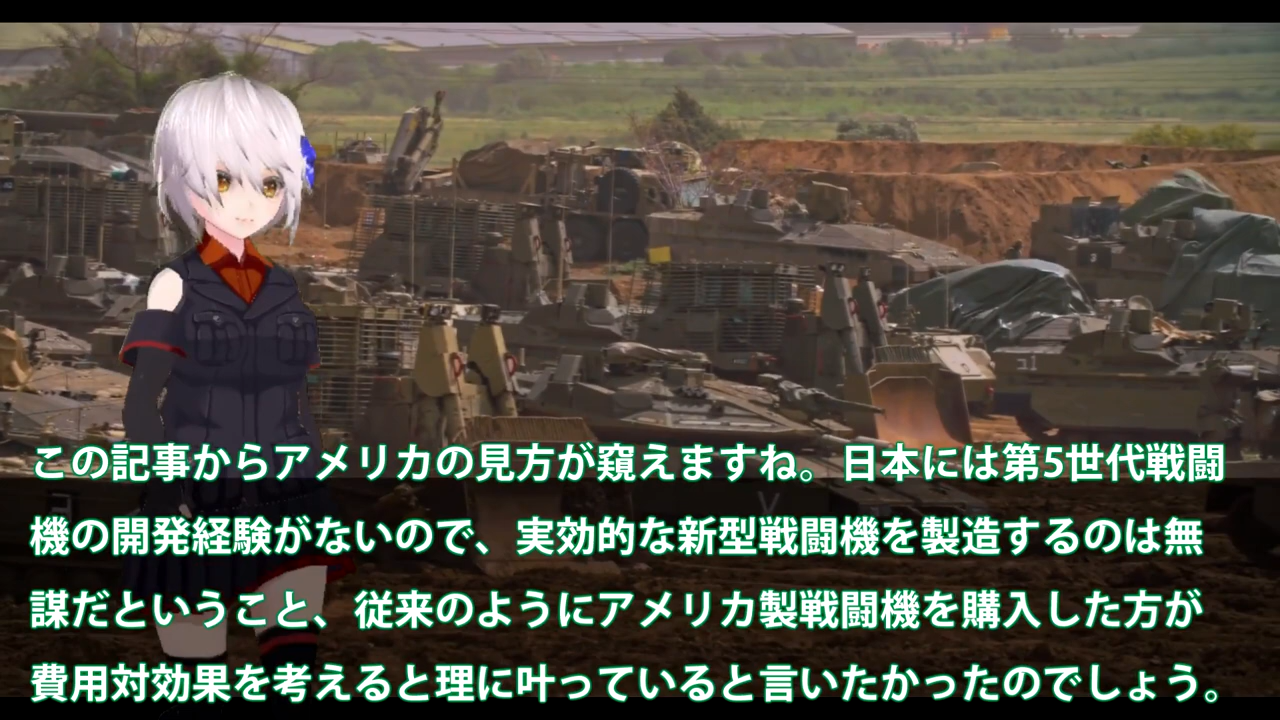 この記事からアメリカの見方が窺えますね。日本には第5世代戦闘
機の開発経験がないので、実効的な新型戦闘機を製造するのは無
謀だということ、従来のようにアメリカ製戦闘機を購入した方が
費用対効果を考えると理に叶っていると言いたかったのでしょう。